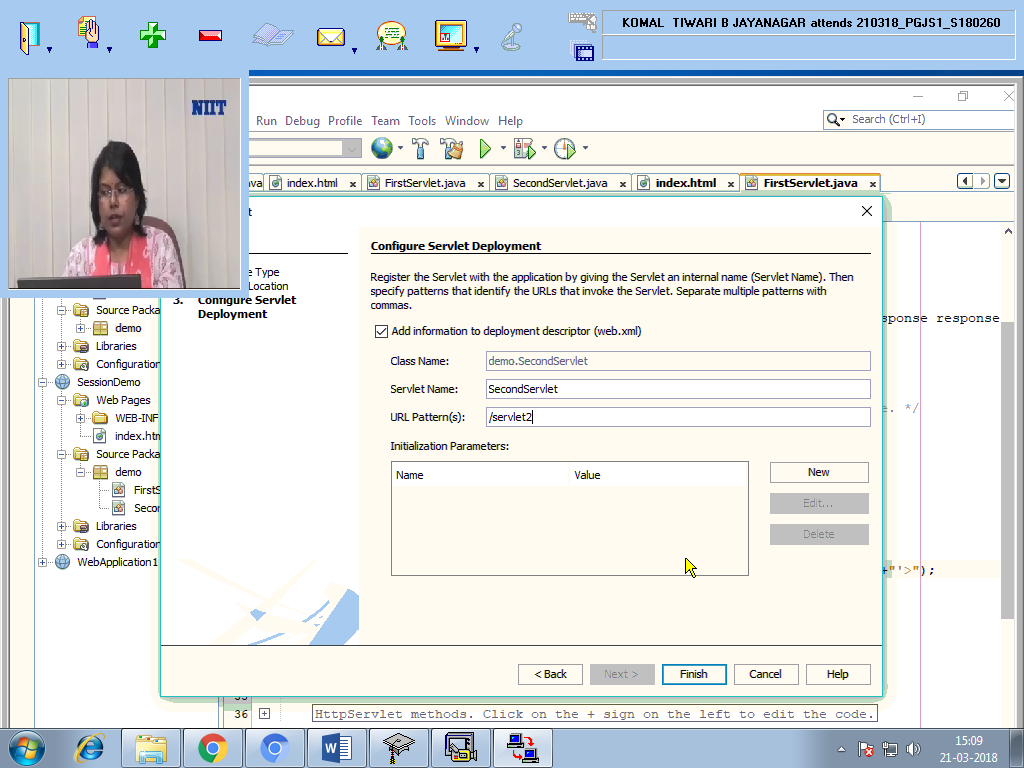 KOMAL TIWARI B JAYANAGAR attends 210318_PGJS1_S180260
NIIT
Run Debug Profile Team Tools Window Help
Search (Ctrl+I)
index.html
FirstServlet.java
SecondServlet.java
index.html
FirstServlet.java
Configure Servlet Deployment
Register the Servlet with the application by giving the Servlet an internal name (Servlet Name). Then
specify patterns that identify the URLs that invoke the Servlet. Separate multiple patterns with
commas.
Type
Location
3. Configure Servlet
Deployment
Add information to deployment descriptor (web.xml)
Class Name: demo.SecondServlet
Servlet Name: SecondServlet
URL Pattern(s): /servlet2
Initialization Parameters:
Name Value
New
Edit...
Delete
< Back Next > Finish Cancel Help
Source Packa
demo
Libraries
Configuration
SessionDemo
Web Pages
WEB-INF
index.htm
Source Packa
demo
FirstS
Secor
Libraries
Configuration
WebApplication1
ponse response
. */
+"'>");
36 HttpServlet methods. Click on the + sign on the left to edit the code.
15:09
21-03-2018